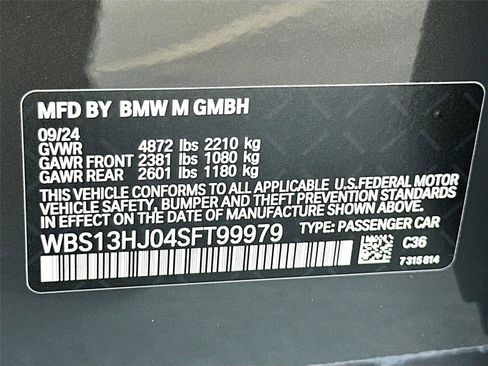 MFD BY BMW M GMBH
09/24
GVWR 4872 lbs 2210 kg
GAWR FRONT 2381 lbs 1080 kg
GAWR REAR 2601 lbs 1180 kg
THIS VEHICLE CONFORMS TO ALL APPLICABLE U.S.FEDERAL MOTOR
VEHICLE SAFETY, BUMPER AND THEFT PREVENTION STANDARDS
IN EFFECT ON THE DATE OF MANUFACTURE SHOWN ABOVE.
WBS13HJ04SFT99979 TYPE: PASSENGER CAR
C36
7315814